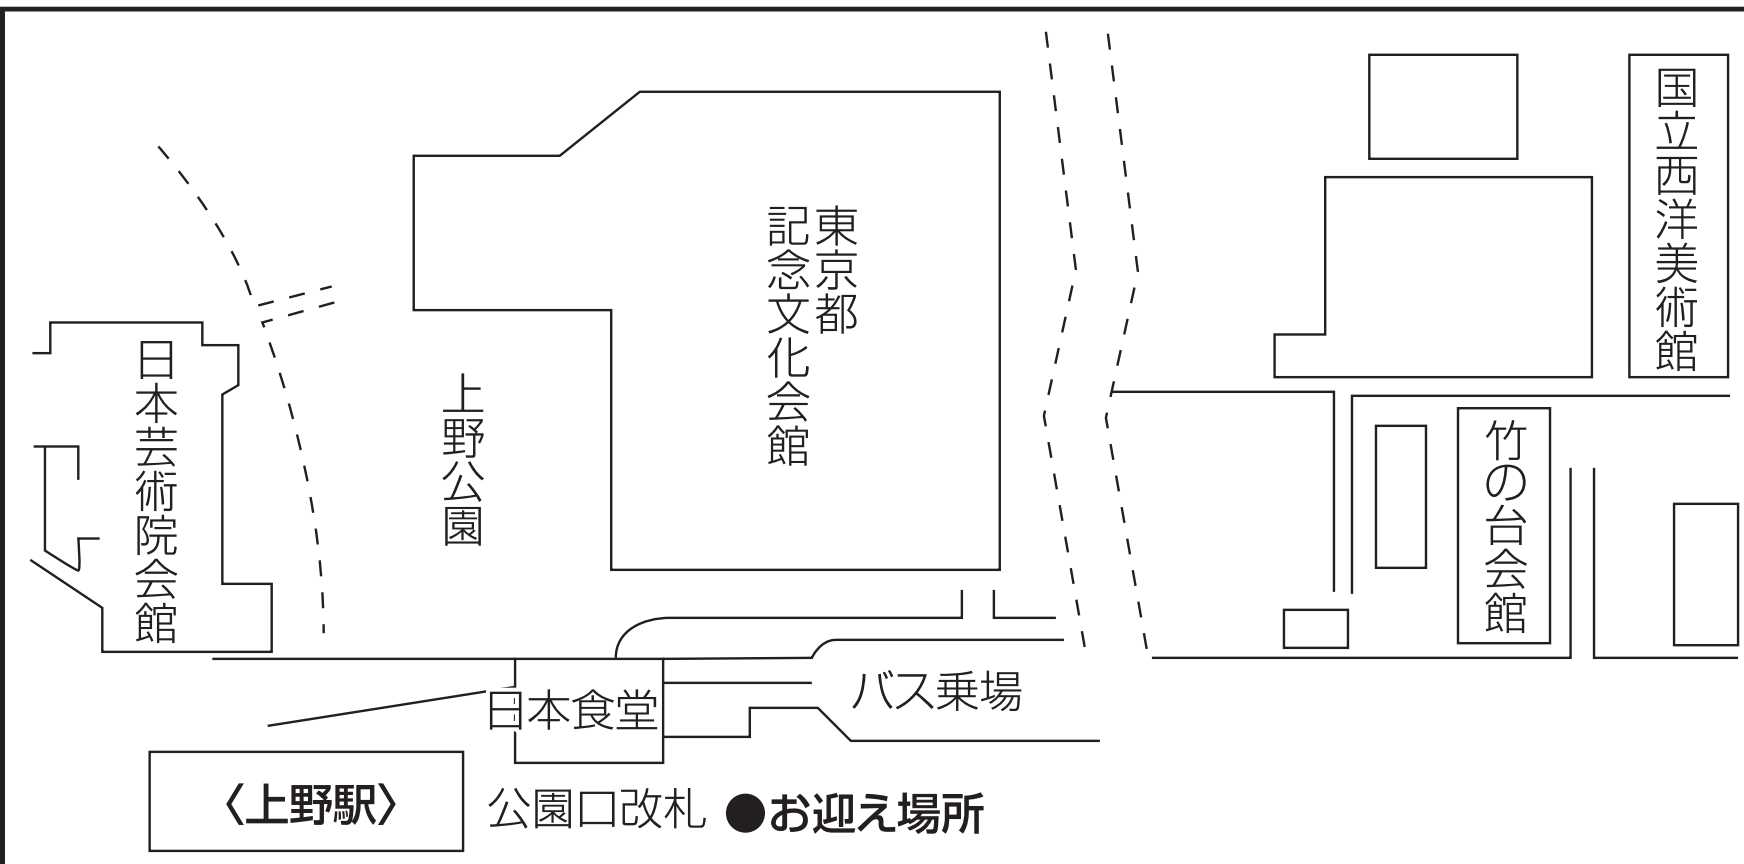 国立西洋美術館
東京都
記念文化会館
上野公園
日本芸術院会館
竹の台会館
バス乗場
日本食堂
〈上野駅〉
公園口改札
●お迎え場所